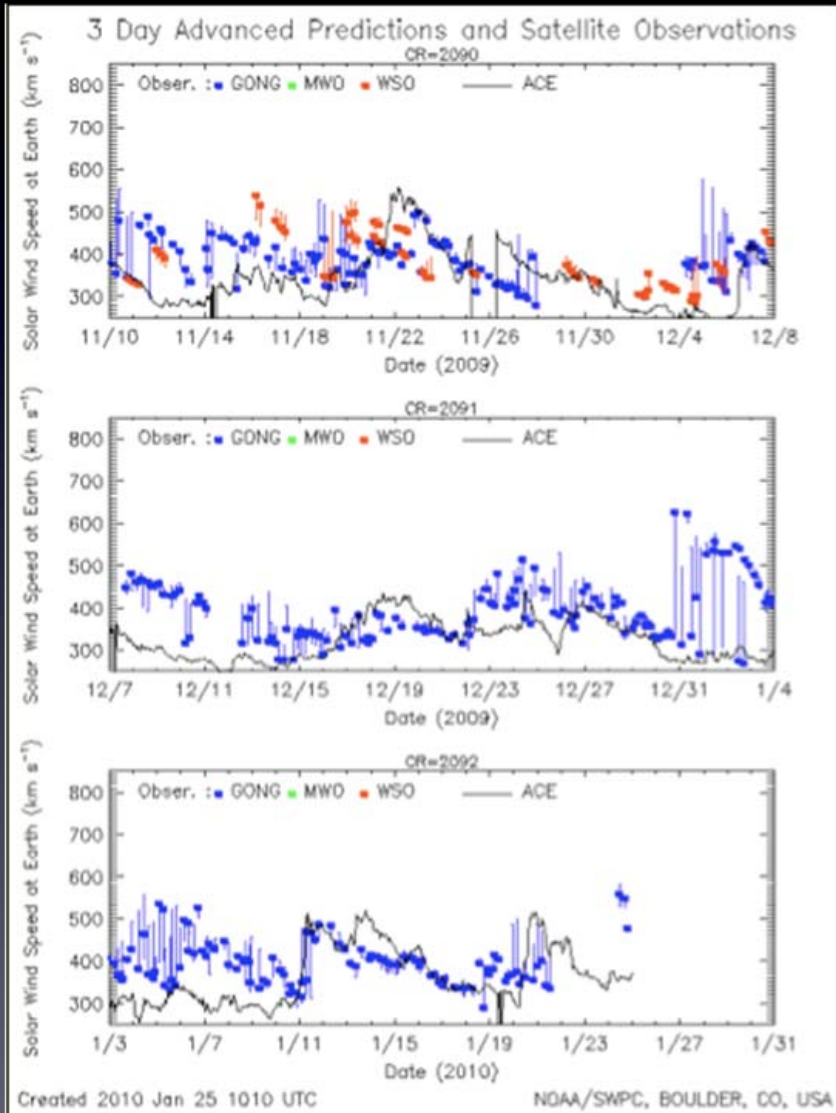 3 Day Advanced Predictions and Satellite Observations
CR=2090
Solar Wind Speed at Earth (km s⁻¹)
800
700
600
500
400
300
Obser. : GONG MWO WSO ACE
11/10 11/14 11/18 11/22 11/26 11/30 12/4 12/8
Date (2009)
CR=2091
Solar Wind Speed at Earth (km s⁻¹)
800
700
600
500
400
300
Obser. : GONG MWO WSO ACE
12/7 12/11 12/15 12/19 12/23 12/27 12/31 1/4
Date (2009)
CR=2092
Solar Wind Speed at Earth (km s⁻¹)
800
700
600
500
400
300
Obser. : GONG MWO WSO ACE
1/3 1/7 1/11 1/15 1/19 1/23 1/27 1/31
Date (2010)
Created 2010 Jan 25 1010 UTC
NOAA/SWPC, BOULDER, CO, USA